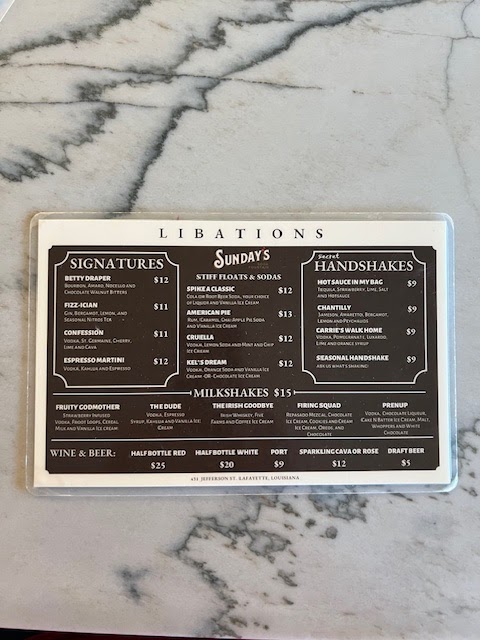 LIBATIONS
SIGNATURES
BETTY DRAPER $12
BOURBON, AMARO, NOCELLO AND
CHOCOLATE WALNUT BITTERS
FIZZ-ICIAN $11
GIN, BERGAMOT, LEMON, AND
SEASONAL NITROS TEA
CONFESSIÓN $11
VODKA, ST. GERMAINE, CHERRY,
LIME AND CAVA
ESPRESSO MARTINI $12
VODKA, KAHLUA AND ESPRESSO
SUNDAY'S
STIFF FLOATS & SODAS
SPIKE A CLASSIC $12
COLA OR ROOT BEER SODA, YOUR CHOICE
OF LIQUOR AND VANILLA ICE CREAM
AMERICAN PIE $13
RUM, CARAMEL, CHAI-APPLE PIE SODA
AND VANILLA ICE CREAM
CRUELLA $12
VODKA, LEMON SODA AND MINT AND CHIP
ICE CREAM
KEL'S DREAM $12
VODKA, ORANGE SODA AND VANILLA ICE
CREAM -OR- CHOCOLATE ICE CREAM
Secret
HANDSHAKES
HOT SAUCE IN MY BAG $9
TEQUILA, STRAWBERRY, LIME, SALT
AND HOT SAUCE
CHANTILLY $9
JAMESON, AMARETTO, BERGAMOT,
LEMON AND PEYCHAUDS
CARRIE'S WALK HOME $9
VODKA, POMEGRANATE, LUXARDO,
LIME AND ORANGE SYRUP
SEASONAL HANDSHAKE $9
ASK US WHAT'S SHAKING!
MILKSHAKES $15
FRUITY GODMOTHER
STRAWBERRY INFUSED
VODKA, FROOT LOOPS, CEREAL
MILK AND VANILLA ICE CREAM
THE DUDE
VODKA, ESPRESSO
SYRUP, KAHLUA AND VANILLA ICE
CREAM
THE IRISH GOODBYE
IRISH WHISKEY, FIVE
FARMS AND COFFEE ICE CREAM
FIRING SQUAD
REPASADO MEZCAL, CHOCOLATE
ICE CREAM, COOKIES AND CREAM
ICE CREAM, OREOS, AND
CHOCOLATE
PRENUP
VODKA, CHOCOLATE LIQUEUR,
CAKE N BATTER ICE CREAM, MALT,
WHOPPERS AND WHITE
CHOCOLATE
WINE & BEER:
HALF BOTTLE RED
$25
HALF BOTTLE WHITE
$20
PORT
$9
SPARKLING CAVA OR ROSE
$12
DRAFT BEER
$5
451 JEFFERSON ST. LAFAYETTE, LOUISIANA